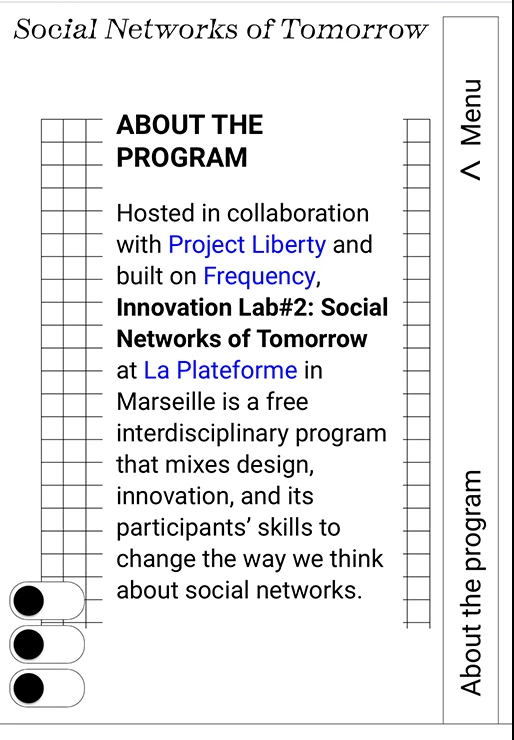 Social Networks of Tomorrow
ABOUT THE
PROGRAM
Hosted in collaboration
with Project Liberty and
built on Frequency,
Innovation Lab#2: Social
Networks of Tomorrow
at La Plateforme in
Marseille is a free
interdisciplinary program
that mixes design,
innovation, and its
participants’ skills to
change the way we think
about social networks.
< Menu
About the program